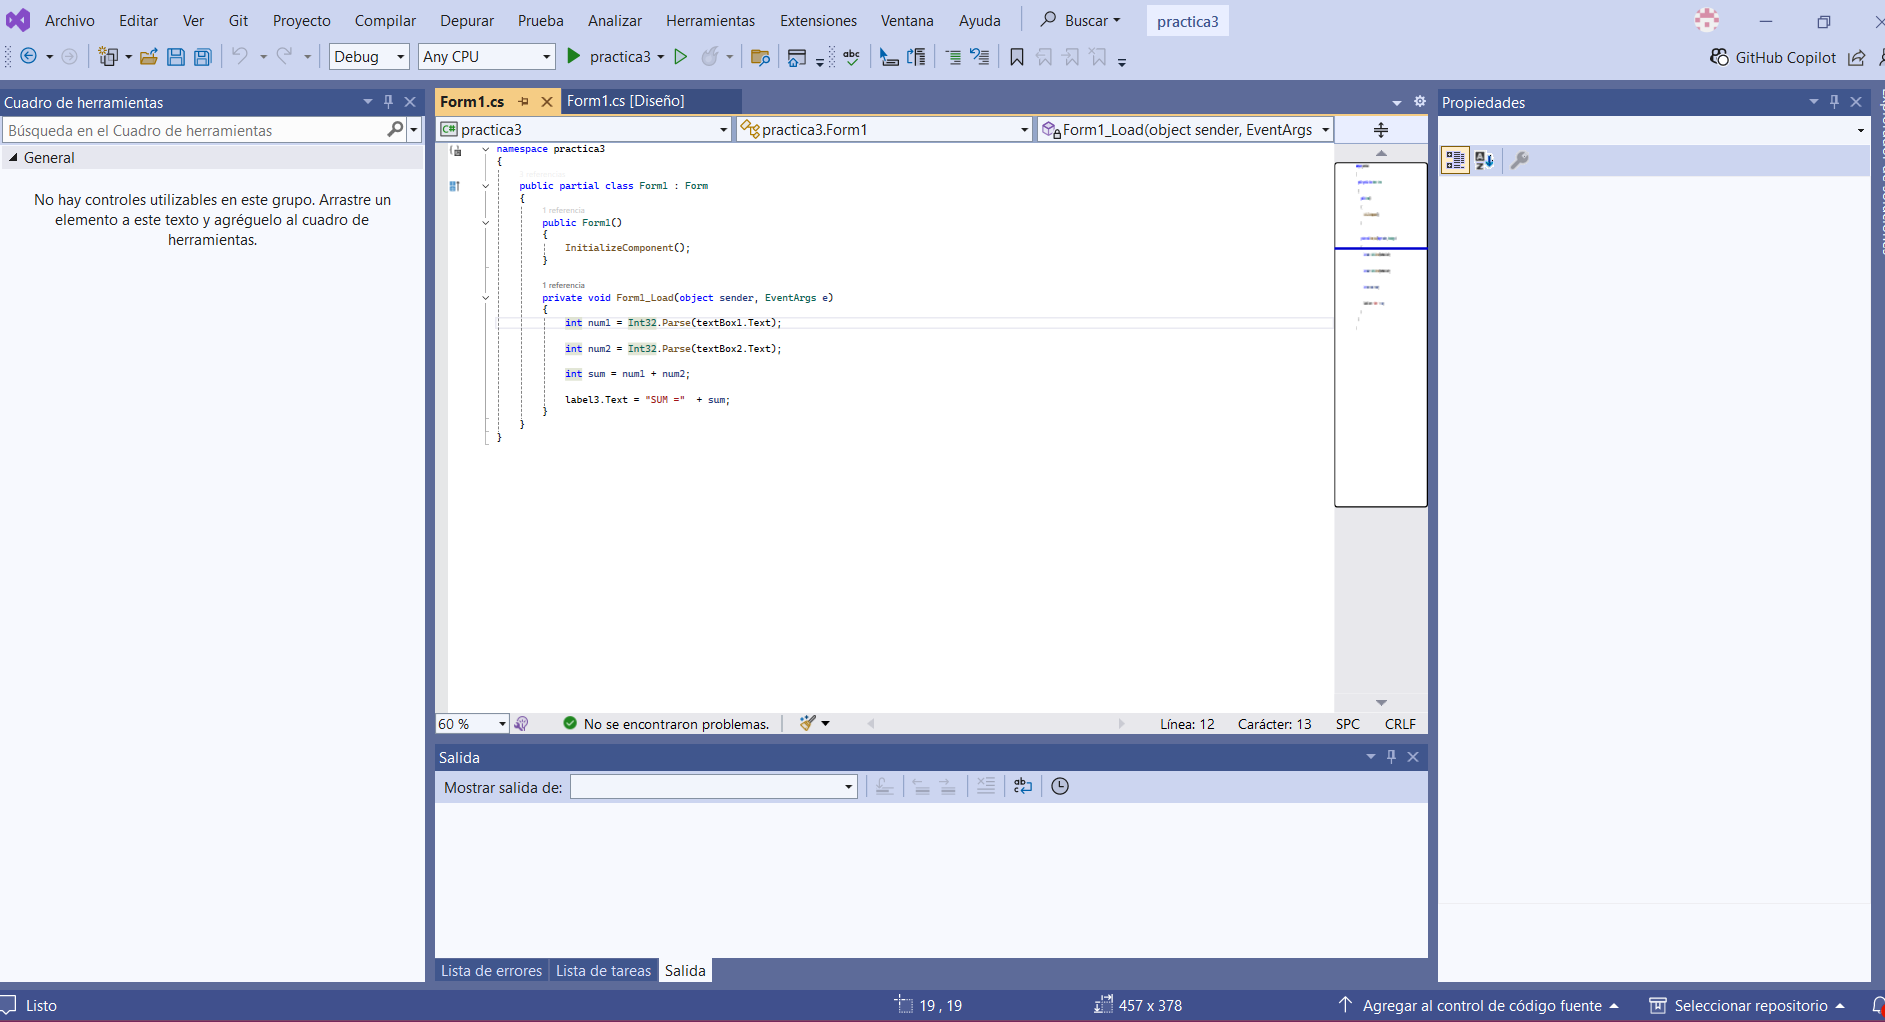 Archivo Editar Ver Git Proyecto Compilar Depurar Prueba Analizar Herramientas Extensiones Ventana Ayuda Buscar practica3
Debug Any CPU practica3 abc GitHub Copilot
Cuadro de herramientas
Búsqueda en el Cuadro de herramientas
General
No hay controles utilizables en este grupo. Arrastre un
elemento a este texto y agréguelo al cuadro de
herramientas.
Form1.cs Form1.cs [Diseño]
practica3 practica3.Form1 Form1_Load(object sender, EventArgs
namespace practica3
{
public partial class Form1 : Form
{
1 referencia
public Form1()
{
InitializeComponent();
}
1 referencia
private void Form1_Load(object sender, EventArgs e)
{
int num1 = Int32.Parse(textBox1.Text);
int num2 = Int32.Parse(textBox2.Text);
int sum = num1 + num2;
label3.Text = "SUM =" + sum;
}
}
}
60 % No se encontraron problemas. Línea: 12 Carácter: 13 SPC CRLF
Salida
Mostrar salida de:
Lista de errores Lista de tareas Salida
Propiedades
Listo 19 , 19 457 x 378 Agregar al control de código fuente Seleccionar repositorio